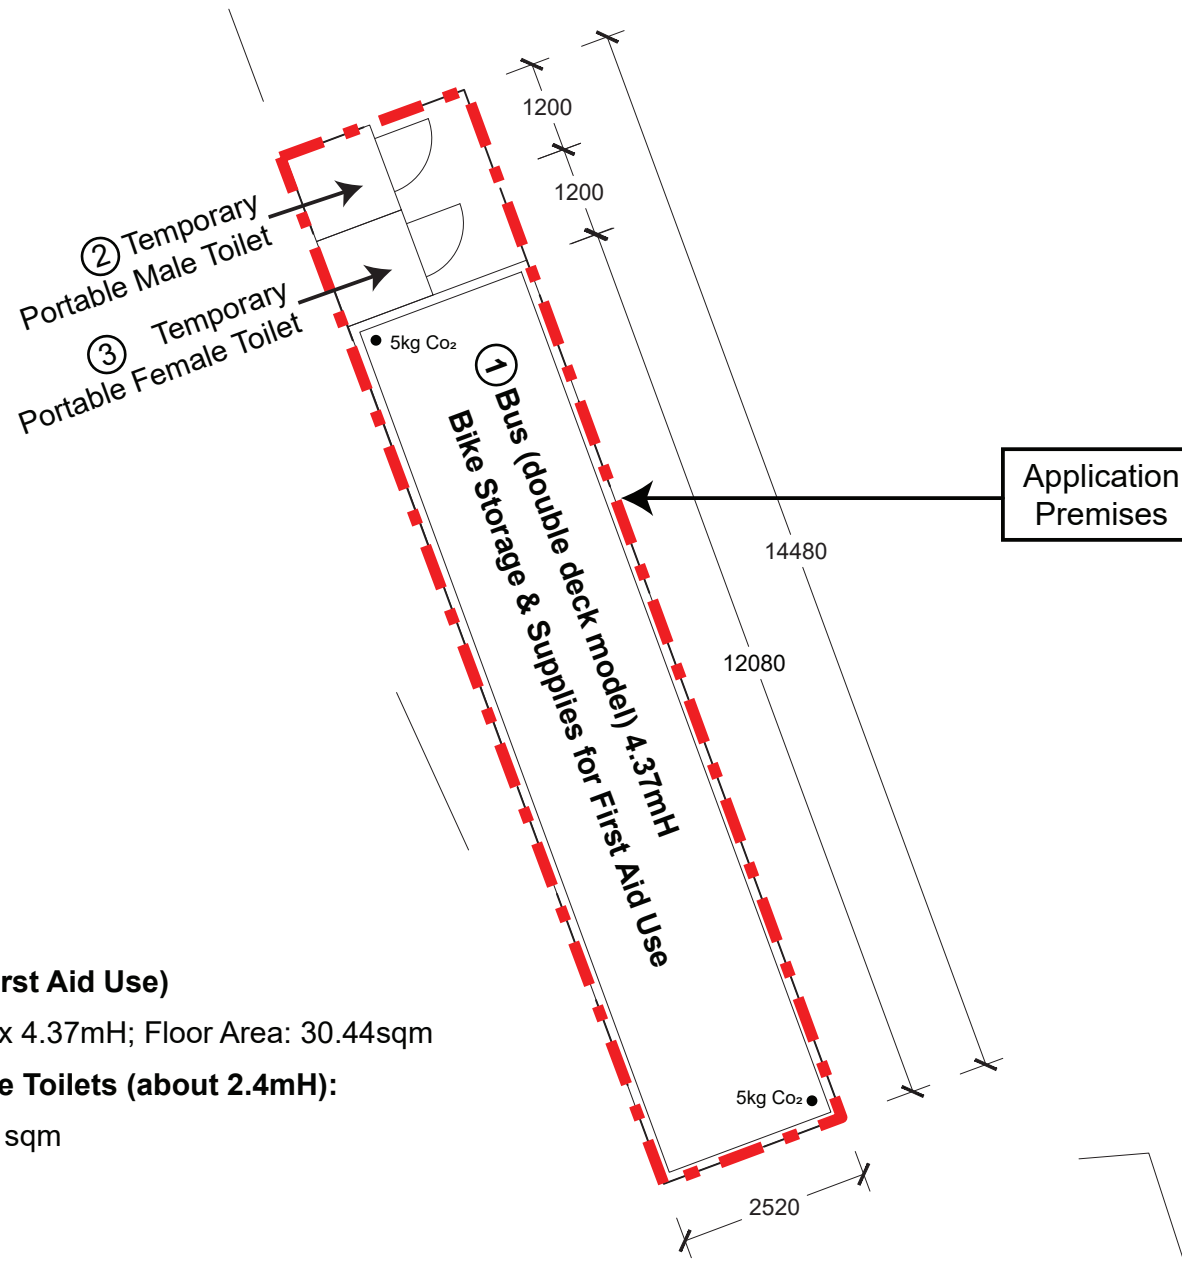 1200
1200
② Temporary
Portable Male Toilet
③ Temporary
Portable Female Toilet
5kg Co₂
① Bus (double deck model) 4.37mH
Bike Storage & Supplies for First Aid Use
Application
Premises
14480
12080
rst Aid Use)
x 4.37mH; Floor Area: 30.44sqm
e Toilets (about 2.4mH):
sqm
5kg Co₂
2520